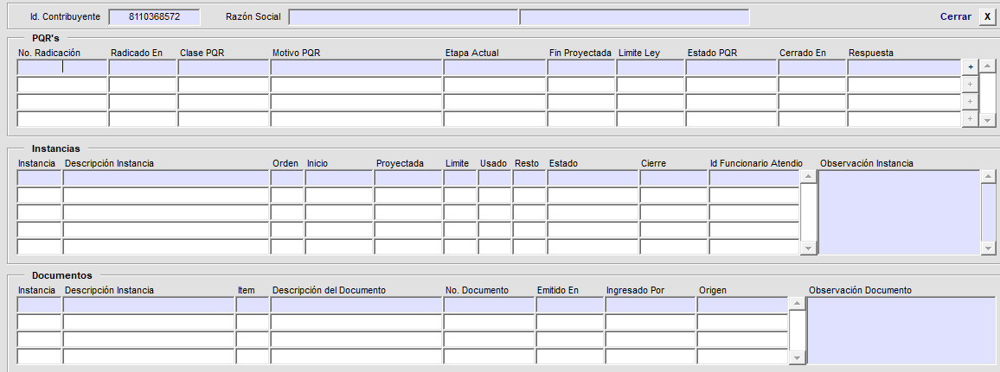 Id. Contribuyente 8110368572 Razón Social Cerrar X
PQR's
No. Radicación Radicado En Clase PQR Motivo PQR Etapa Actual Fin Proyectada Limite Ley Estado PQR Cerrado En Respuesta
+
+
+
+
Instancias
Instancia Descripción Instancia Orden Inicio Proyectada Limite Usado Resto Estado Cierre Id Funcionario Atendio Observación Instancia
Documentos
Instancia Descripción Instancia Item Descripción del Documento No. Documento Emitido En Ingresado Por Origen Observación Documento